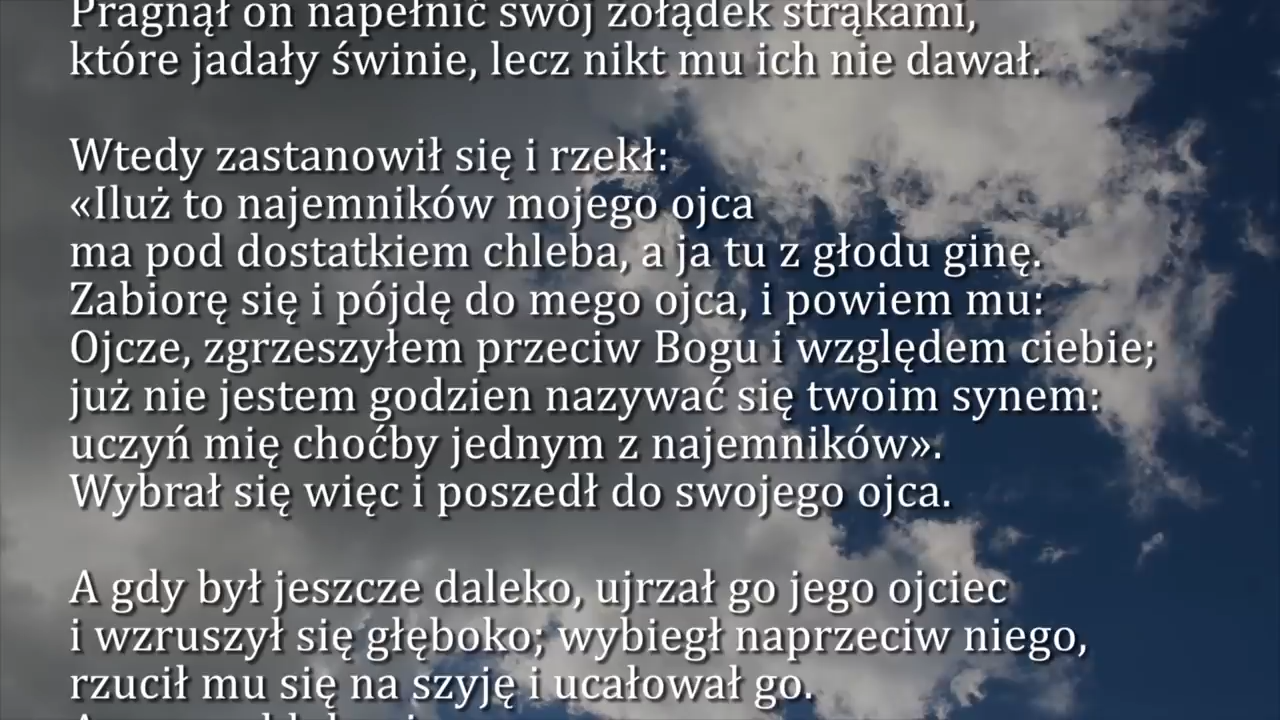 Pragnął on napełnić swój żołądek strąkami,
które jadały świnie, lecz nikt mu ich nie dawał.
Wtedy zastanowił się i rzekł:
«Iluż to najemników mojego ojca
ma pod dostatkiem chleba, a ja tu z głodu ginę.
Zabiorę się i pójdę do mego ojca, i powiem mu:
Ojcze, zgrzeszyłem przeciw Bogu i względem ciebie;
już nie jestem godzien nazywać się twoim synem:
uczyń mię choćby jednym z najemników».
Wybrał się więc i poszedł do swojego ojca.
A gdy był jeszcze daleko, ujrzał go jego ojciec
i wzruszył się głęboko; wybiegł naprzeciw niego,
rzucił mu się na szyję i ucałował go.